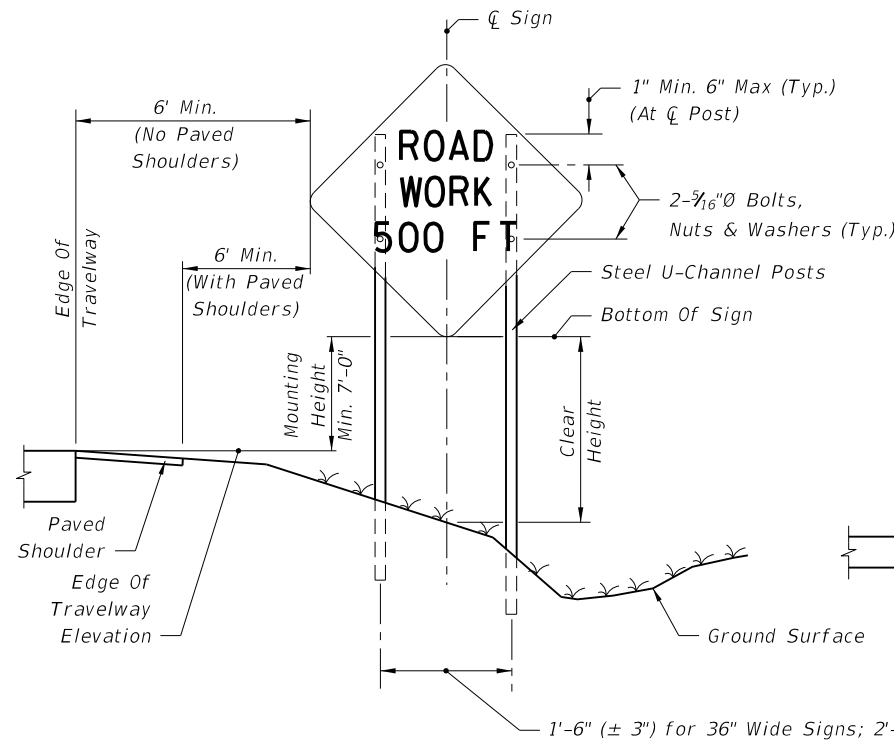 ℄ Sign
1" Min. 6" Max (Typ.)
(At ℄ Post)
6' Min.
(No Paved
Shoulders)
ROAD
WORK
500 FT
2-5/16"Ø Bolts,
Nuts & Washers (Typ.)
Edge Of
Travelway
6' Min.
(With Paved
Shoulders)
Steel U-Channel Posts
Bottom Of Sign
Mounting
Height
Min. 7'-0"
Clear
Height
Paved
Shoulder
Edge Of
Travelway
Elevation
Ground Surface
1'-6" (± 3") for 36" Wide Signs; 2'-